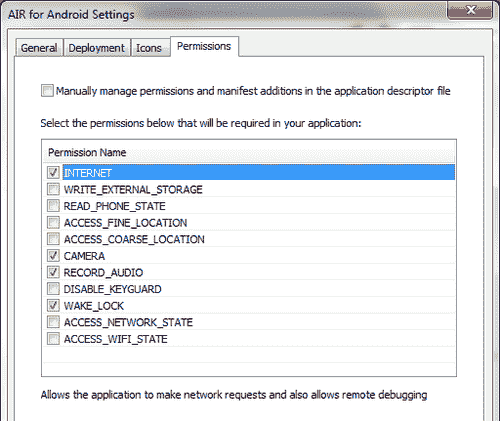 AIR for Android Settings
General Deployment Icons Permissions
Manually manage permissions and manifest additions in the application descriptor file
Select the permissions below that will be required in your application:
Permission Name
INTERNET
WRITE_EXTERNAL_STORAGE
READ_PHONE_STATE
ACCESS_FINE_LOCATION
ACCESS_COARSE_LOCATION
CAMERA
RECORD_AUDIO
DISABLE_KEYGUARD
WAKE_LOCK
ACCESS_NETWORK_STATE
ACCESS_WIFI_STATE
Allows the application to make network requests and also allows remote debugging